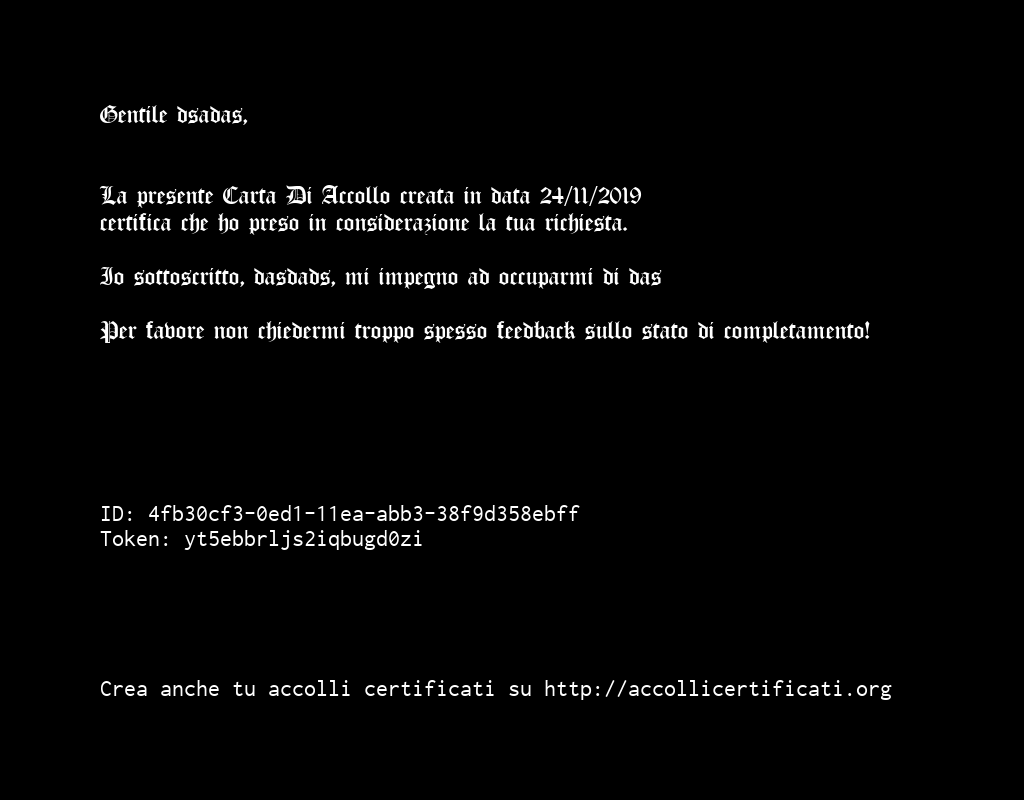 Gentile dsadas,
La presente Carta Di Accollo creata in data 24/11/2019
certifica che ho preso in considerazione la tua richiesta.
Io sottoscritto, dasdads, mi impegno ad occuparmi di das
Per favore non chiedermi troppo spesso feedback sullo stato di completamento!
ID: 4fb30cf3-0ed1-11ea-abb3-38f9d358ebff
Token: yt5ebbrljs2iqbugd0zi
Crea anche tu accolli certificati su http://accollicertificati.org